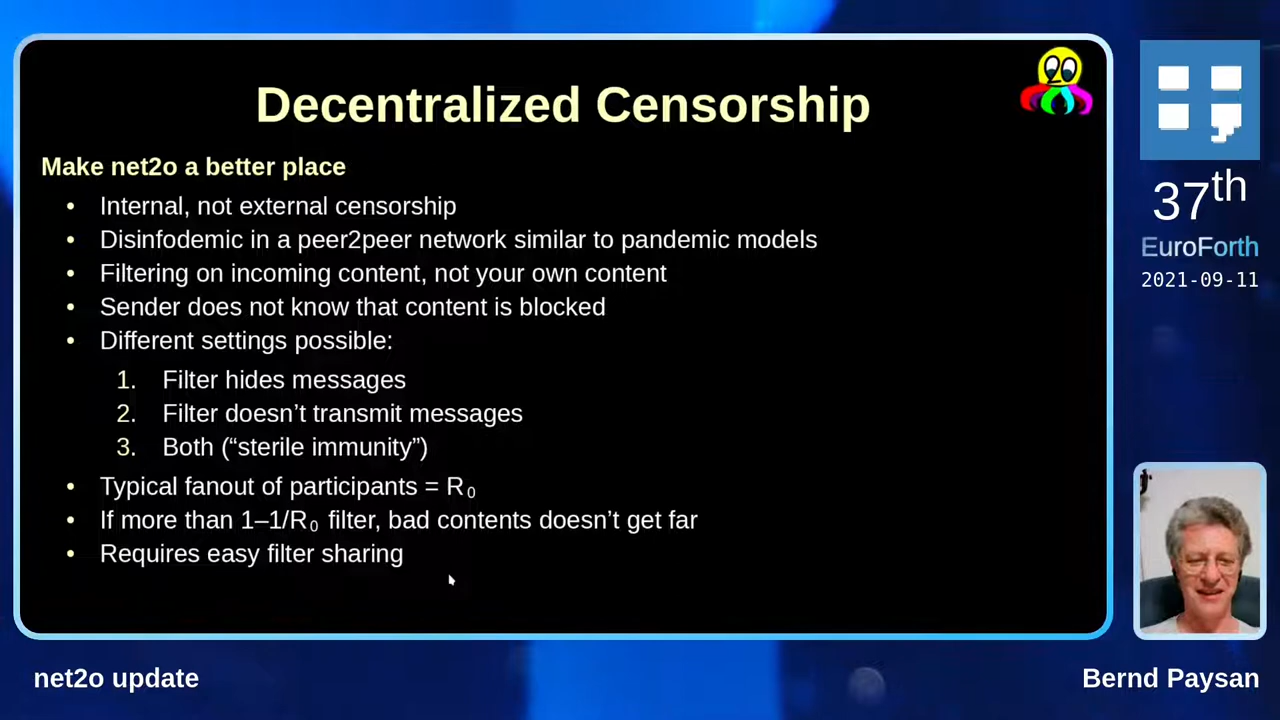 Decentralized Censorship
Make net2o a better place
• Internal, not external censorship
• Disinfodemic in a peer2peer network similar to pandemic models
• Filtering on incoming content, not your own content
• Sender does not know that content is blocked
• Different settings possible:
1. Filter hides messages
2. Filter doesn’t transmit messages
3. Both (“sterile immunity”)
• Typical fanout of participants = R₀
• If more than 1–1/R₀ filter, bad contents doesn’t get far
• Requires easy filter sharing
37th
EuroForth
2021-09-11
net2o update
Bernd Paysan